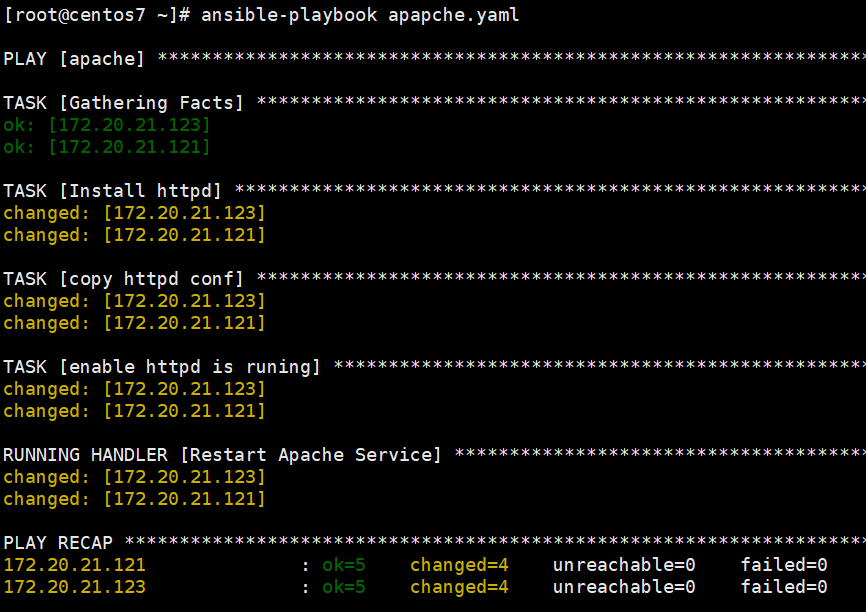 [root@centos7 ~]# ansible-playbook apapche.yaml
PLAY [apache] *****************************************************************
TASK [Gathering Facts] ********************************************************
ok: [172.20.21.123]
ok: [172.20.21.121]
TASK [Install httpd] **********************************************************
changed: [172.20.21.123]
changed: [172.20.21.121]
TASK [copy httpd conf] ********************************************************
changed: [172.20.21.123]
changed: [172.20.21.121]
TASK [enable httpd is runing] *************************************************
changed: [172.20.21.123]
changed: [172.20.21.121]
RUNNING HANDLER [Restart Apache Service] **************************************
changed: [172.20.21.123]
changed: [172.20.21.121]
PLAY RECAP ********************************************************************
172.20.21.121              : ok=5    changed=4    unreachable=0    failed=0
172.20.21.123              : ok=5    changed=4    unreachable=0    failed=0